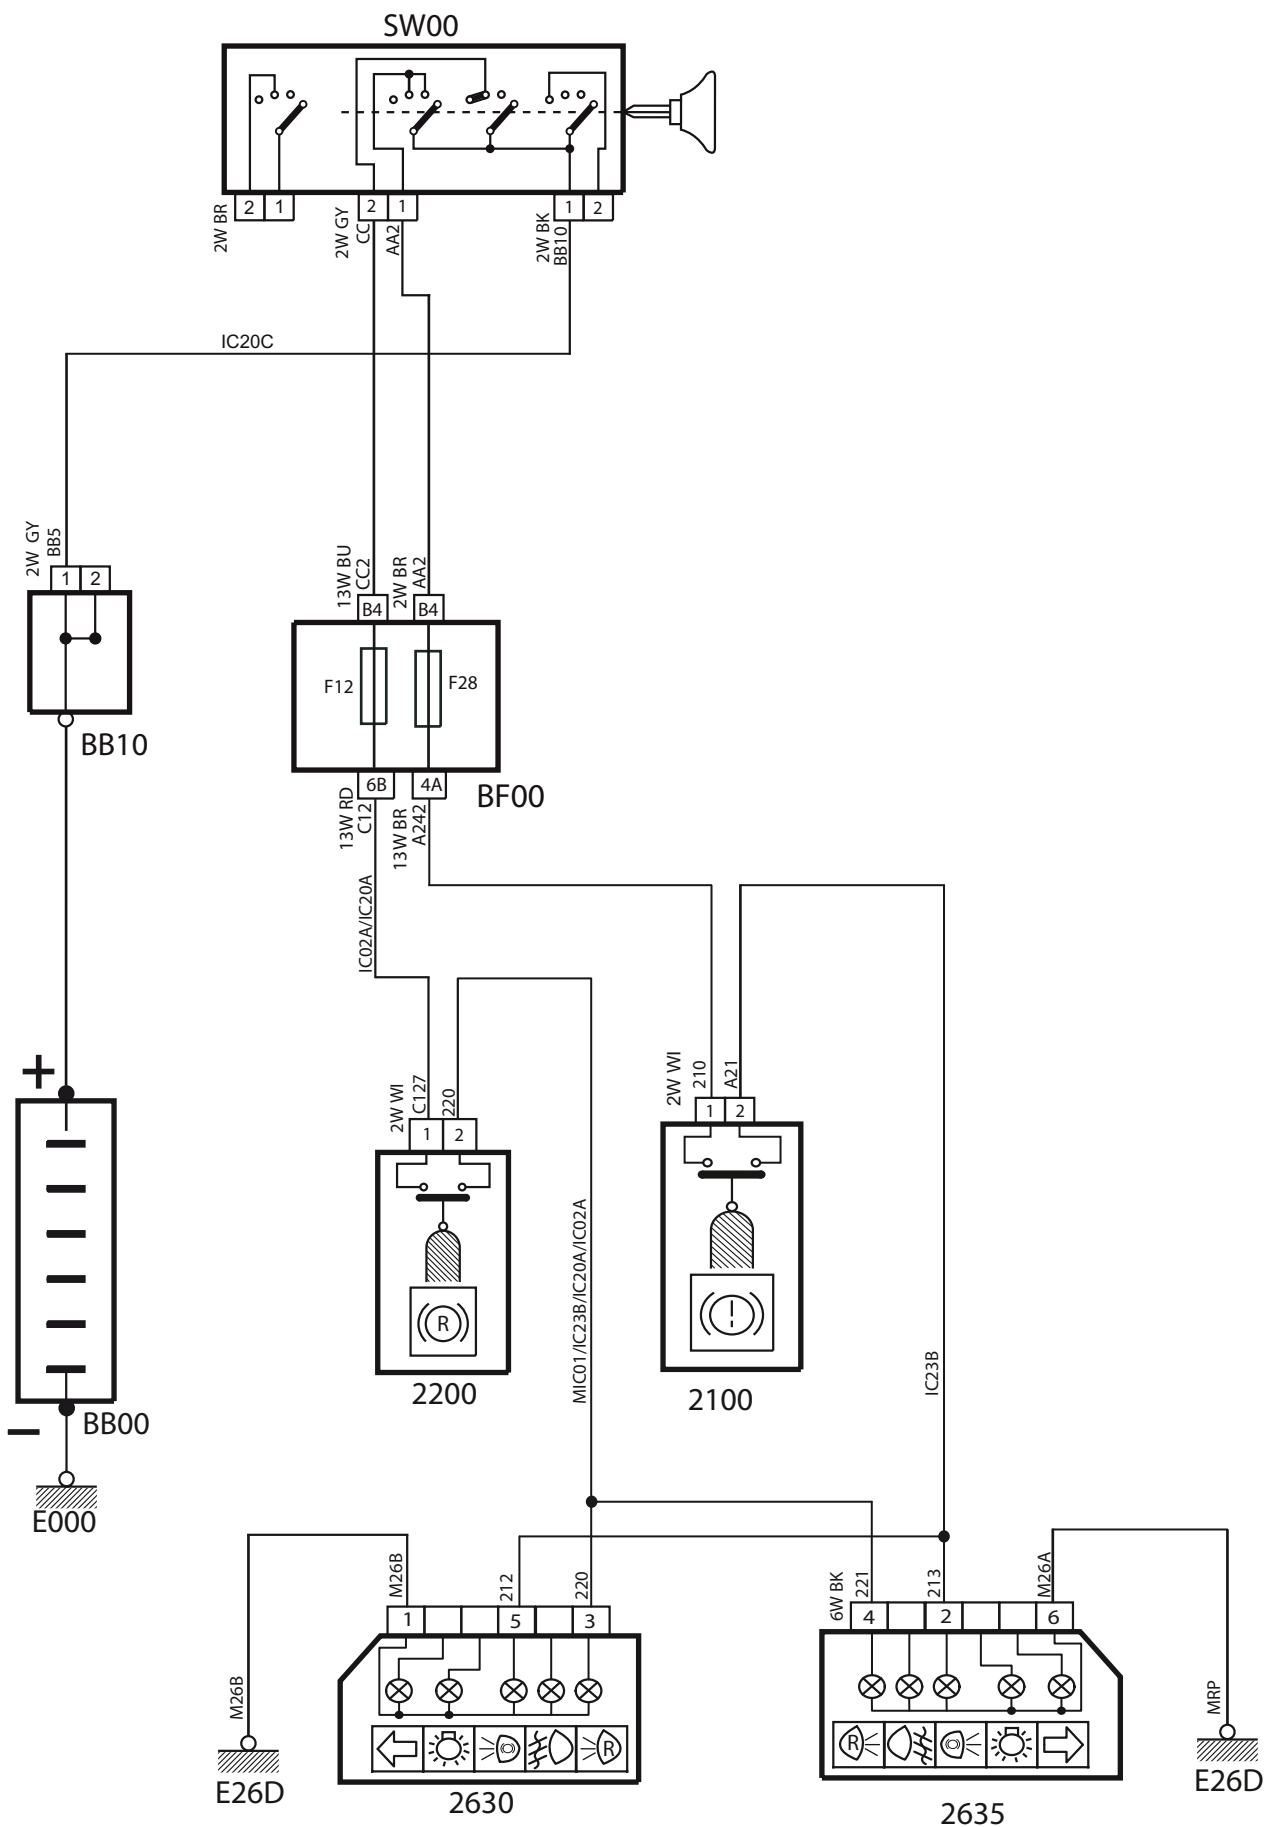 SW00
2 1
2 1
1 2
2W BR
2W GY
CC
AA2
2W BK
BB10
IC20C
2W GY
BB5
1 2
BB10
13W BU
CC2
2W BR
AA2
B4
B4
F12
F28
6B
4A
BF00
13W RD
C12
13W BR
A242
IC02A/IC20A
2W WI
C127
220
1 2
R
2200
2W WI
210
A21
1 2
2100
MIC01/IC23B/IC20A/IC02A
IC23B
+
−
BB00
E000
M26B
M26B
212
220
1
5
3
R
2630
E26D
6W BK
221
213
M26A
4
2
6
R
2635
MRP
E26D